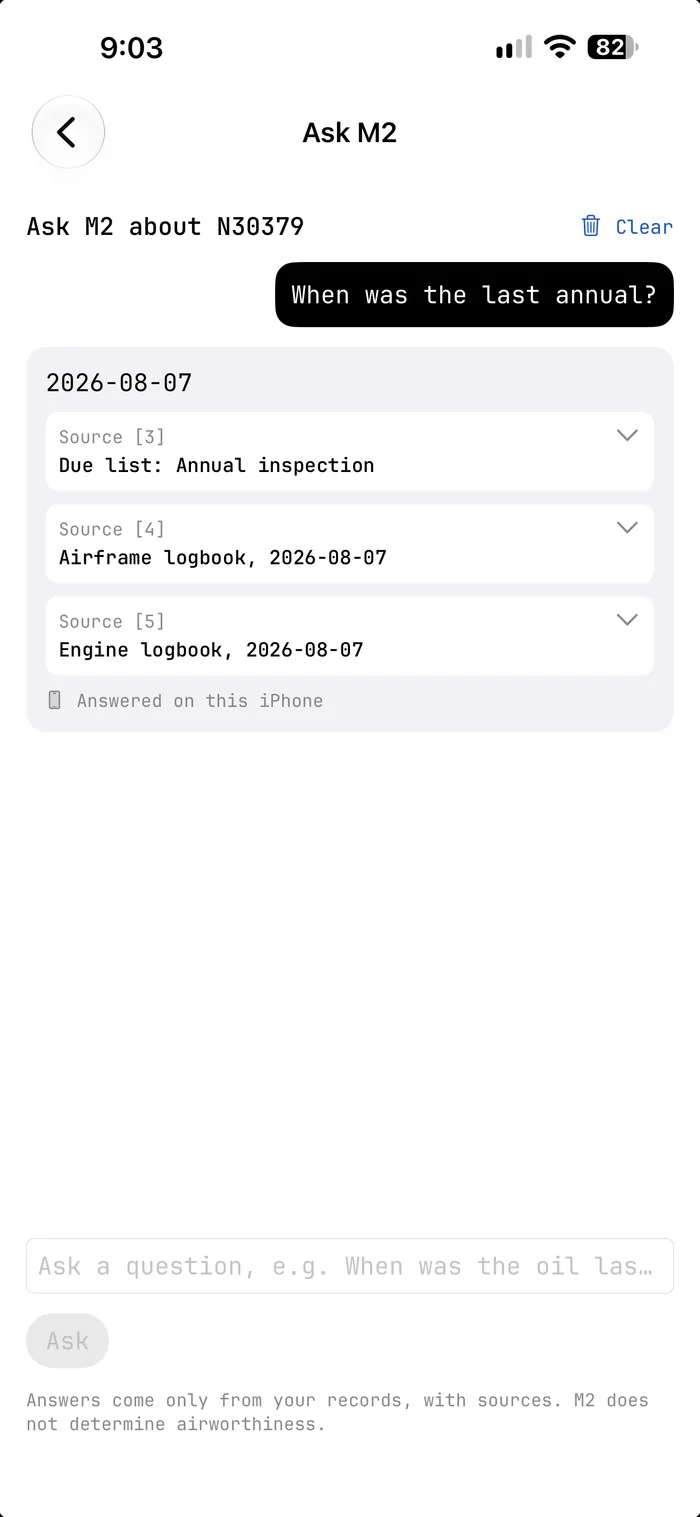 9:03
82
Ask M2
Ask M2 about N30379
Clear
When was the last annual?
2026-08-07
Source [3]
Due list: Annual inspection
Source [4]
Airframe logbook, 2026-08-07
Source [5]
Engine logbook, 2026-08-07
Answered on this iPhone
Ask a question, e.g. When was the oil las…
Ask
Answers come only from your records, with sources. M2 does
not determine airworthiness.